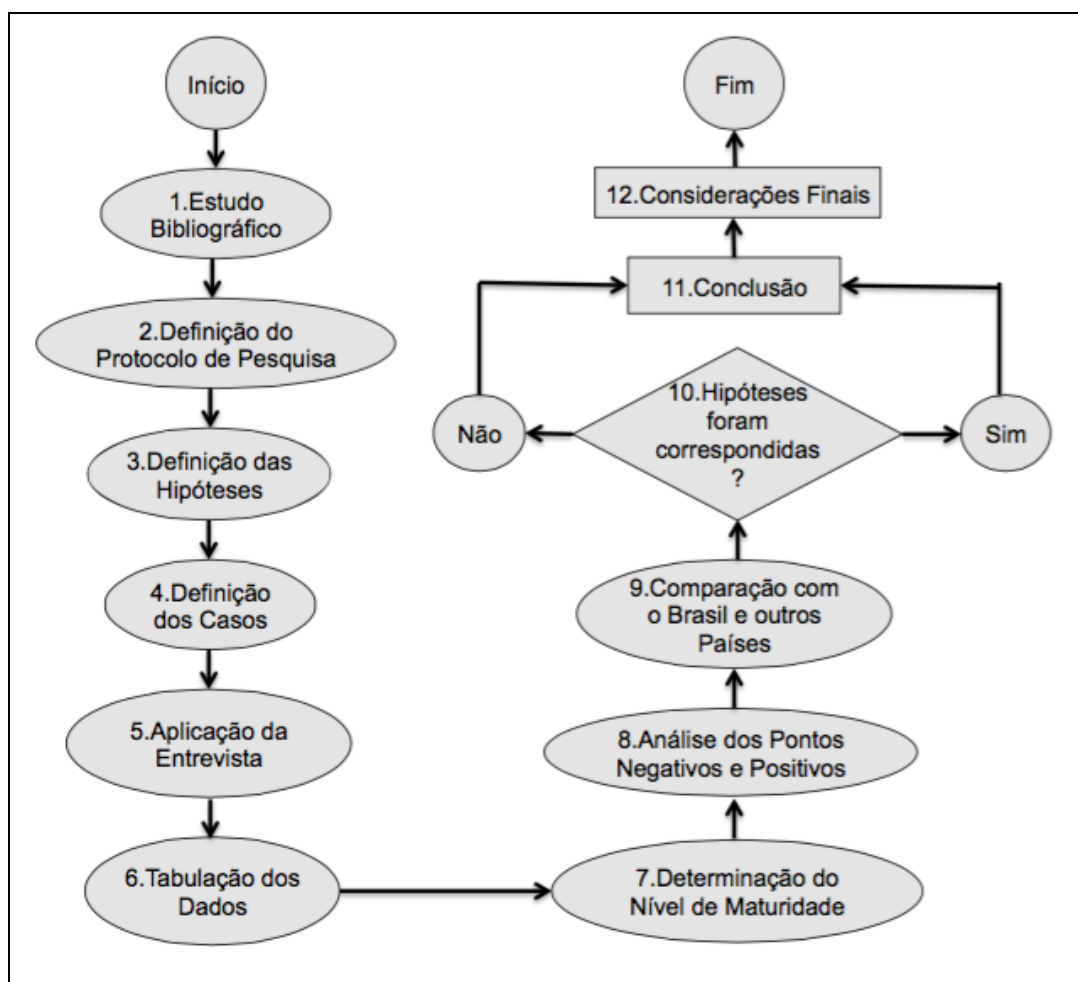 Início
1.Estudo
Bibliográfico
2.Definição do
Protocolo de Pesquisa
3.Definição das
Hipóteses
4.Definição
dos Casos
5.Aplicação da
Entrevista
6.Tabulação dos
Dados
7.Determinação do
Nível de Maturidade
8.Análise dos Pontos
Negativos e Positivos
9.Comparação com
o Brasil e outros
Países
10.Hipóteses
foram
correspondidas
?
Não
Sim
11.Conclusão
12.Considerações Finais
Fim